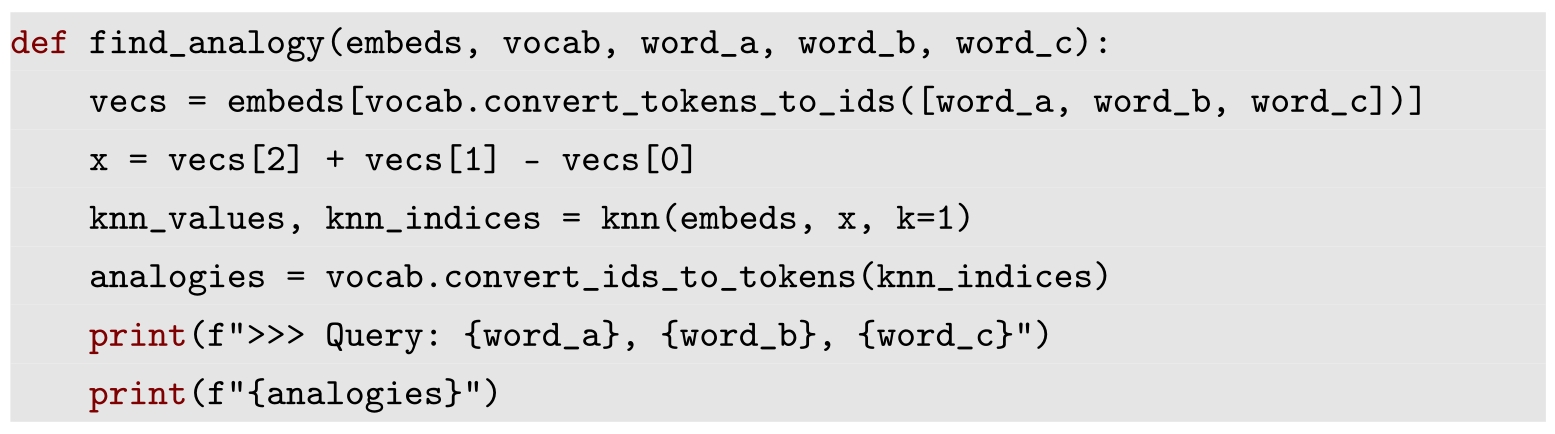 def find_analogy(embeds, vocab, word_a, word_b, word_c):
    vecs = embeds[vocab.convert_tokens_to_ids([word_a, word_b, word_c])]
    x = vecs[2] + vecs[1] - vecs[0]
    knn_values, knn_indices = knn(embeds, x, k=1)
    analogies = vocab.convert_ids_to_tokens(knn_indices)
    print(f">>> Query: {word_a}, {word_b}, {word_c}")
    print(f"{analogies}")